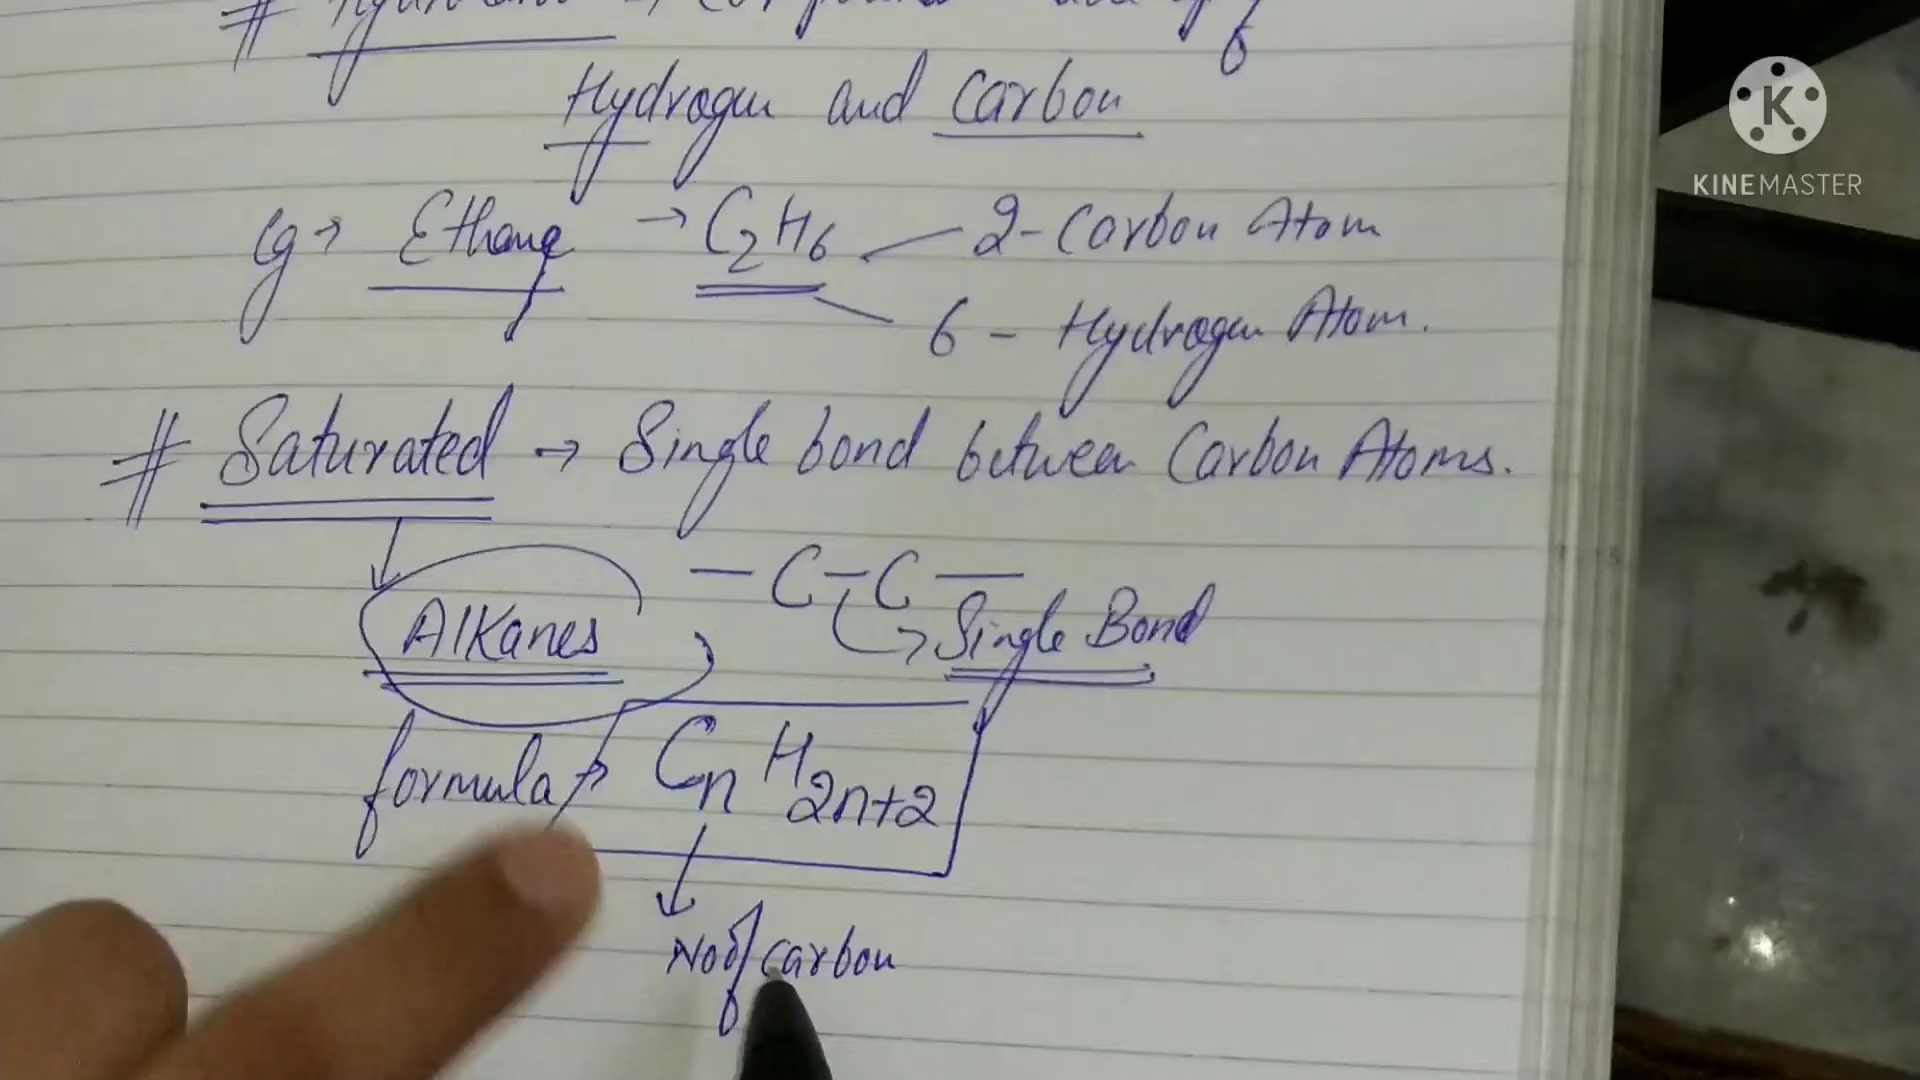 # →
Hydrogen and Carbon
eg → Ethane → C2H6 2 - Carbon Atom
6 - Hydrogen Atom.
# Saturated → Single bond between Carbon Atoms.
— C – C —
Alkanes Single Bond
formula → CnH2n+2
No of carbon
K
KINEMASTER